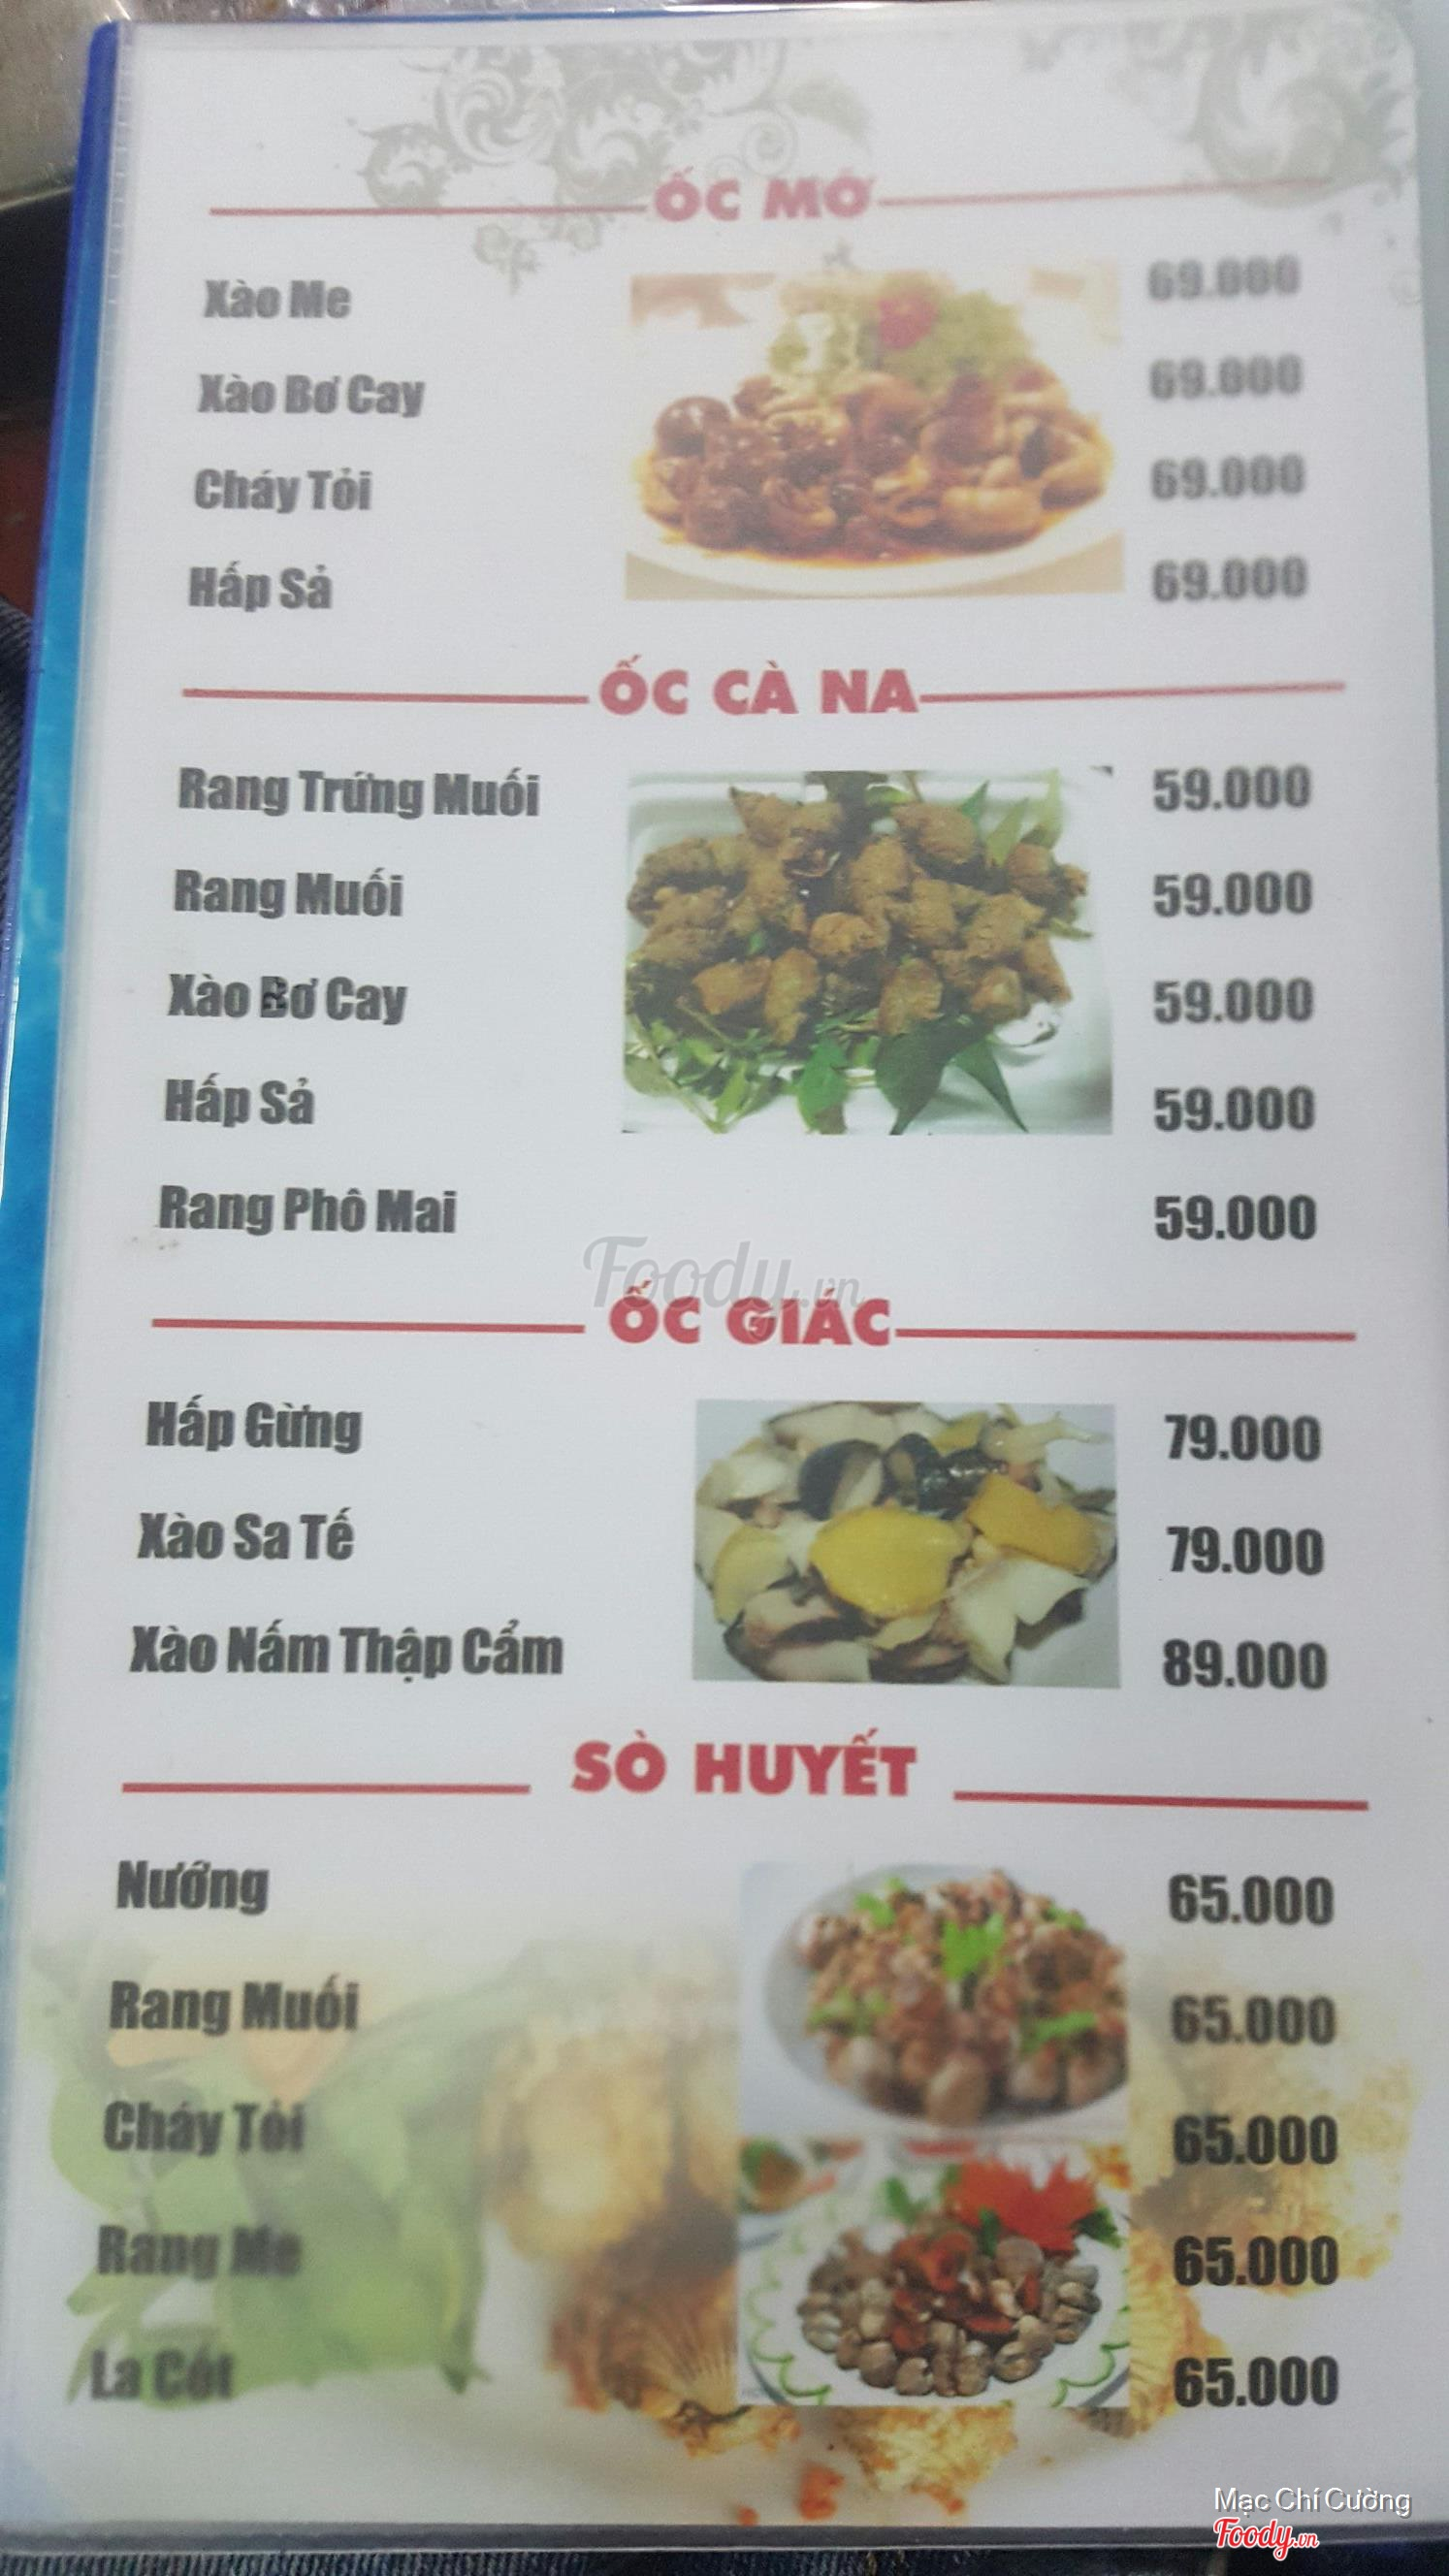 ỐC MỠ
Xào Me 69.000
Xào Bơ Cay 69.000
Cháy Tỏi 69.000
Hấp Sả 69.000
ỐC CÀ NA
Rang Trứng Muối 59.000
Rang Muối 59.000
Xào Bơ Cay 59.000
Hấp Sả 59.000
Rang Phô Mai 59.000
Foody.vn
ỐC GIÁC
Hấp Gừng 79.000
Xào Sa Tế 79.000
Xào Nấm Thập Cẩm 89.000
SÒ HUYẾT
Nướng 65.000
Rang Muối 65.000
Cháy Tỏi 65.000
Rang Me 65.000
La Cót 65.000
Mạc Chí Cường
Foody.vn